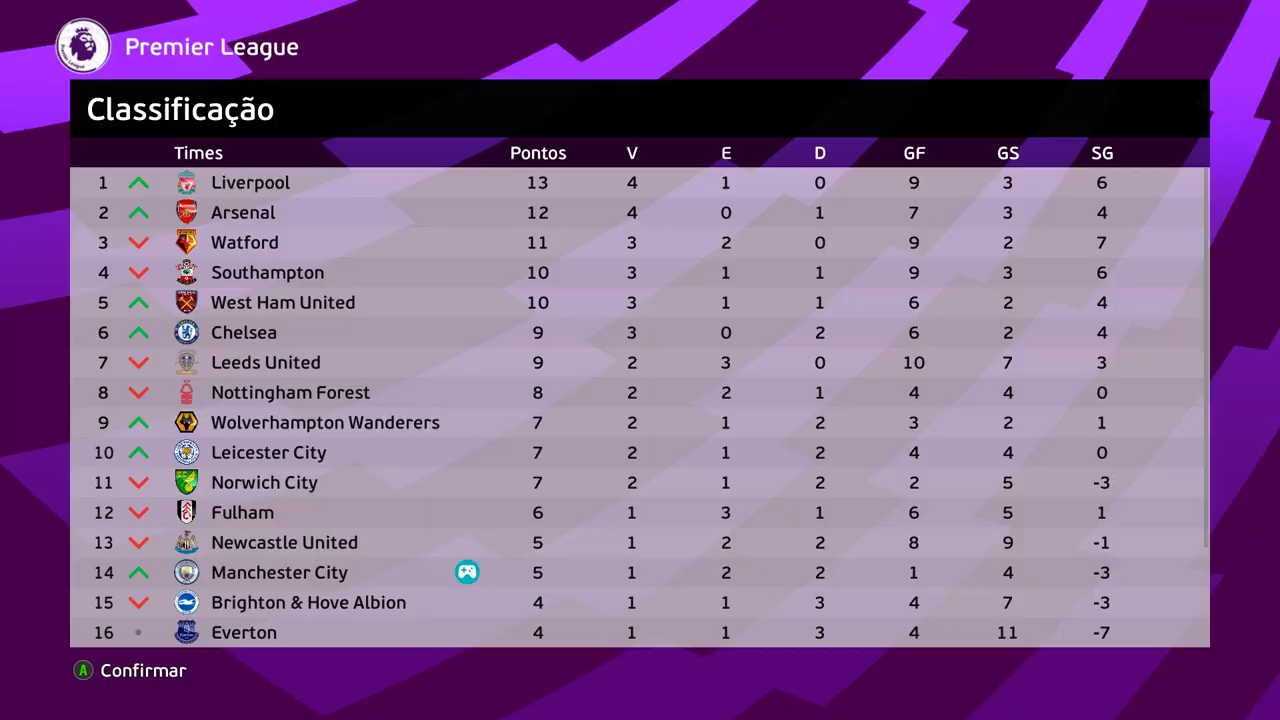 Premier League
Classificação
Times Pontos V E D GF GS SG
1 Liverpool 13 4 1 0 9 3 6
2 Arsenal 12 4 0 1 7 3 4
3 Watford 11 3 2 0 9 2 7
4 Southampton 10 3 1 1 9 3 6
5 West Ham United 10 3 1 1 6 2 4
6 Chelsea 9 3 0 2 6 2 4
7 Leeds United 9 2 3 0 10 7 3
8 Nottingham Forest 8 2 2 1 4 4 0
9 Wolverhampton Wanderers 7 2 1 2 3 2 1
10 Leicester City 7 2 1 2 4 4 0
11 Norwich City 7 2 1 2 2 5 -3
12 Fulham 6 1 3 1 6 5 1
13 Newcastle United 5 1 2 2 8 9 -1
14 Manchester City 5 1 2 2 1 4 -3
15 Brighton & Hove Albion 4 1 1 3 4 7 -3
16 Everton 4 1 1 3 4 11 -7
A Confirmar